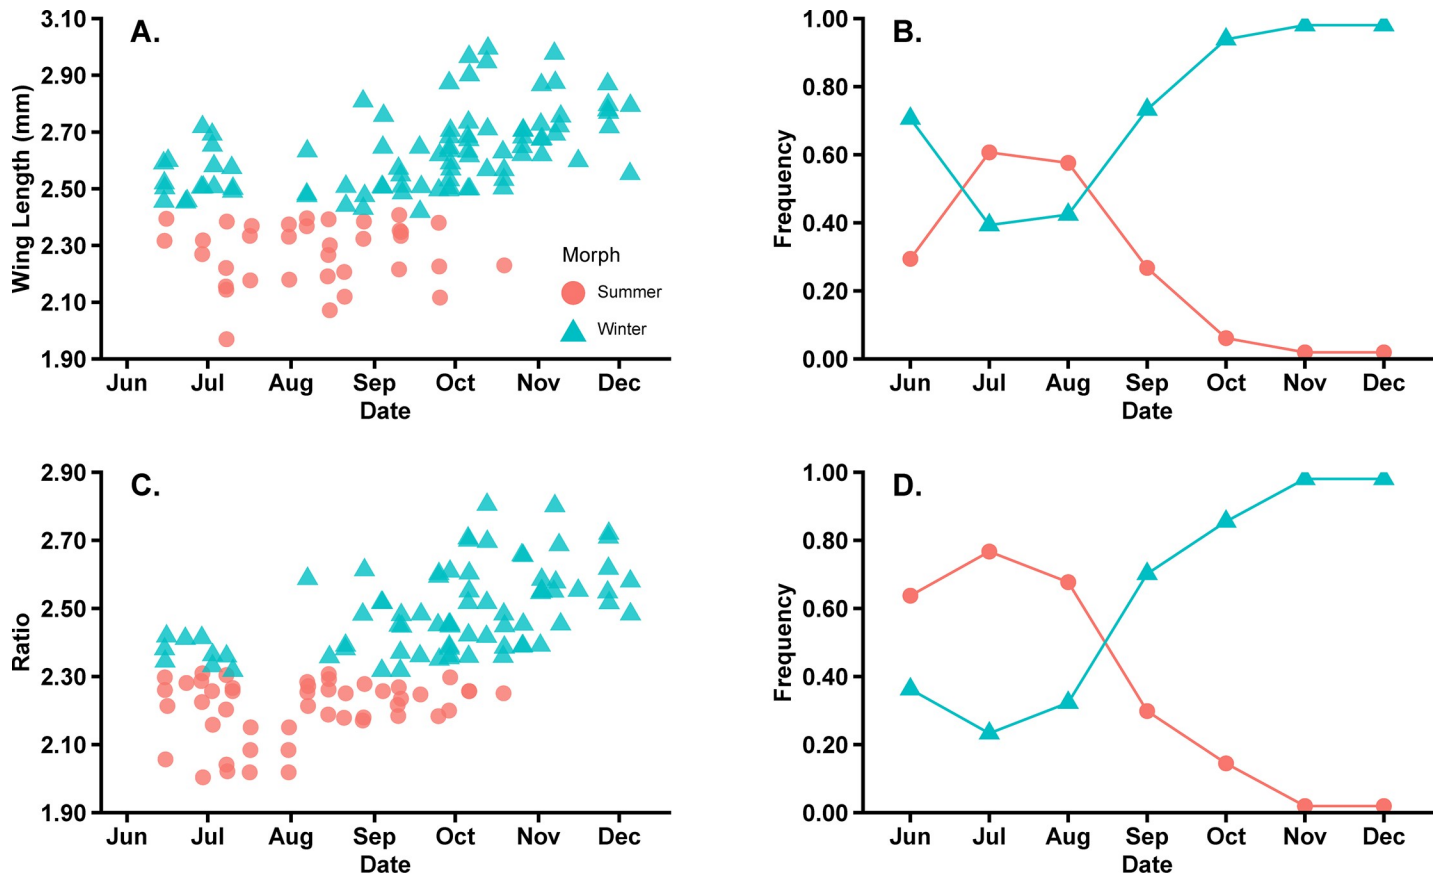 A.
Wing Length (mm)
3.10
2.90
2.70
2.50
2.30
2.10
1.90
Morph
Summer
Winter
Jun Jul Aug Sep Oct Nov Dec
Date
B.
Frequency
1.00
0.80
0.60
0.40
0.20
0.00
Jun Jul Aug Sep Oct Nov Dec
Date
C.
Ratio
2.90
2.70
2.50
2.30
2.10
1.90
Jun Jul Aug Sep Oct Nov Dec
Date
D.
Frequency
1.00
0.80
0.60
0.40
0.20
0.00
Jun Jul Aug Sep Oct Nov Dec
Date